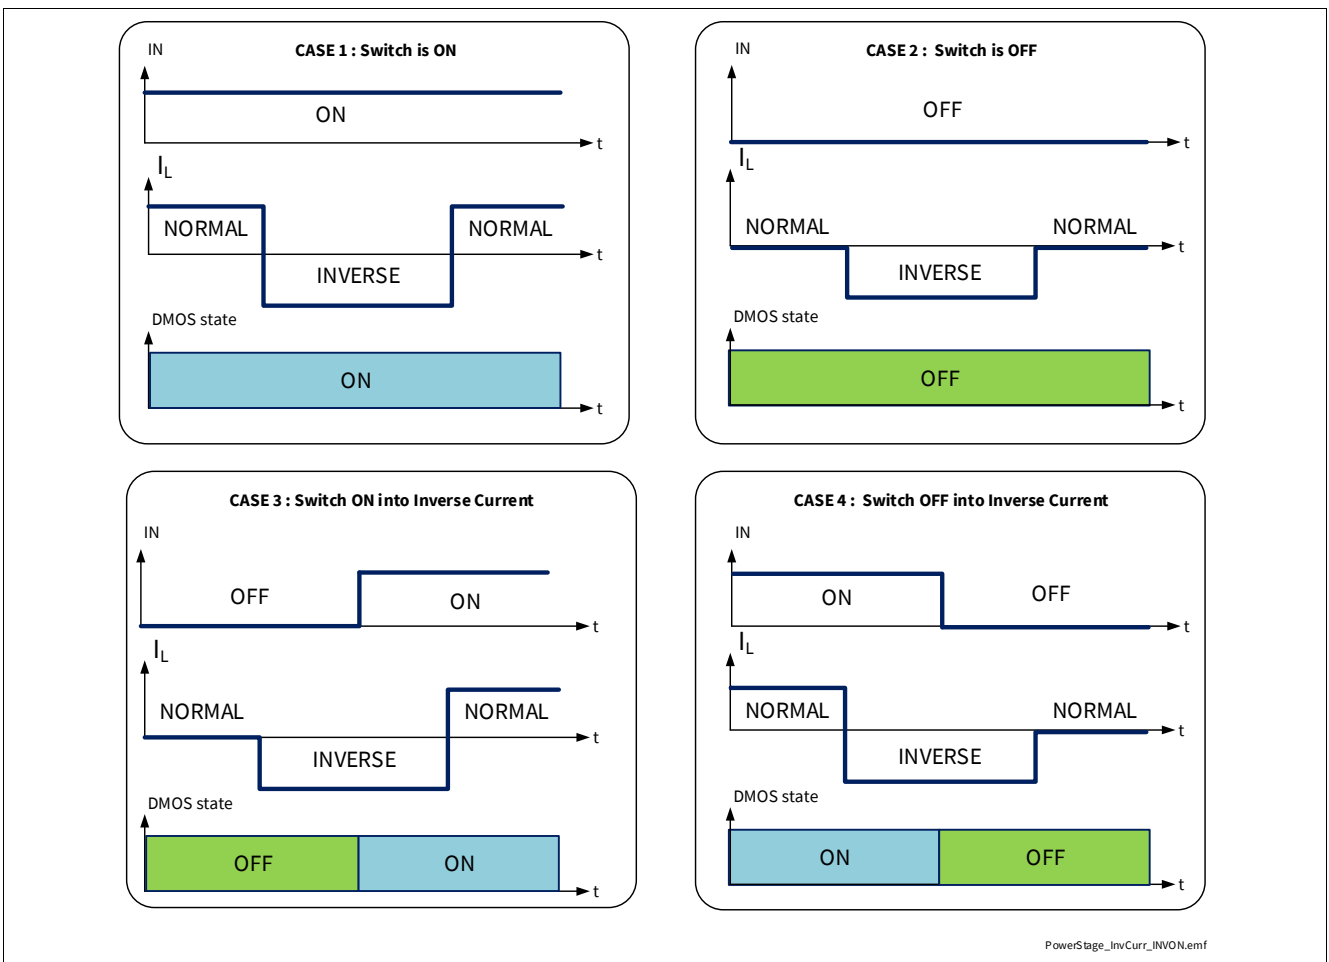 CASE 1 : Switch is ON
IN
ON
t
IL
NORMAL
NORMAL
INVERSE
t
DMOS state
ON
t
CASE 2 : Switch is OFF
IN
OFF
t
IL
NORMAL
NORMAL
INVERSE
t
DMOS state
OFF
t
CASE 3 : Switch ON into Inverse Current
IN
OFF
ON
t
IL
NORMAL
NORMAL
INVERSE
t
DMOS state
OFF
ON
t
CASE 4 : Switch OFF into Inverse Current
IN
ON
OFF
t
IL
NORMAL
NORMAL
INVERSE
t
DMOS state
ON
OFF
t
PowerStage_InvCurr_INVON.emf